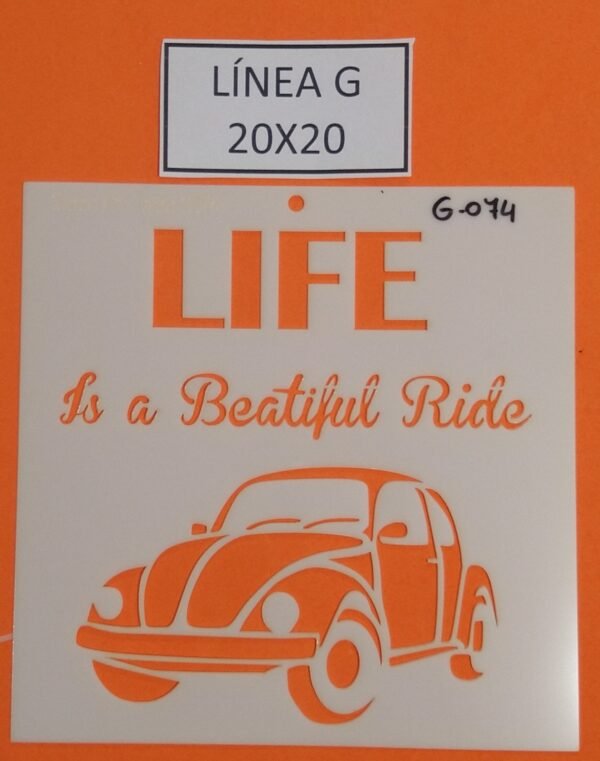 LÍNEA G
20X20
G-074
LIFE
Is a Beatiful Ride